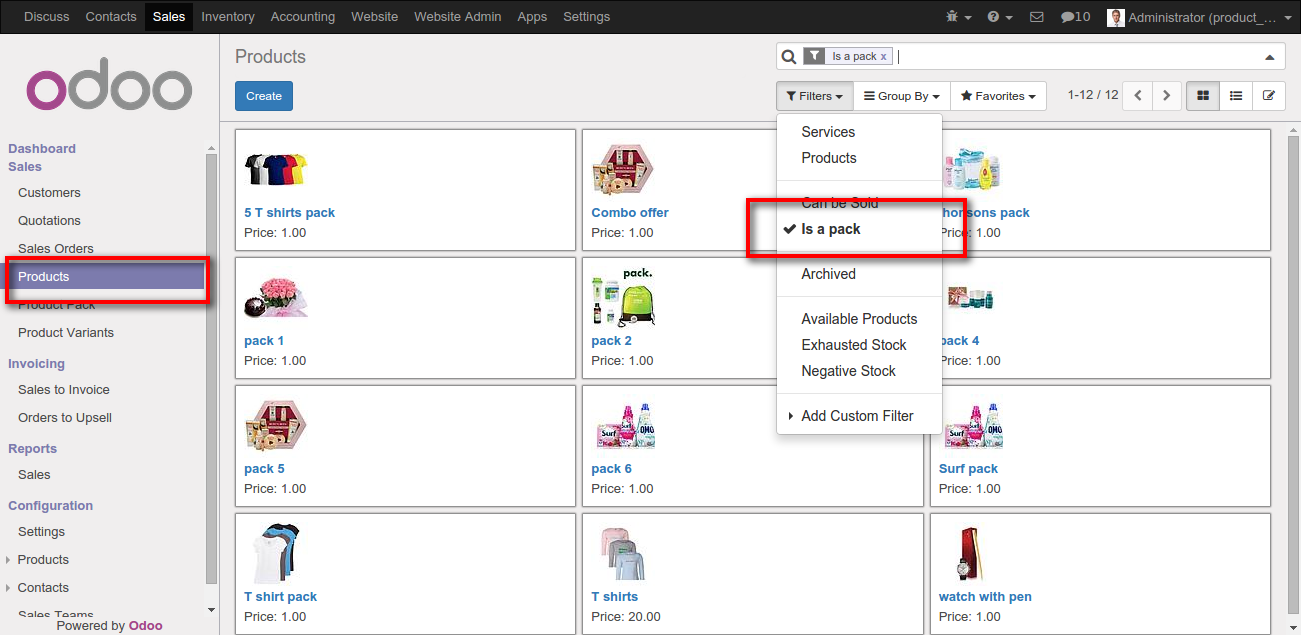 Discuss Contacts Sales Inventory Accounting Website Website Admin Apps Settings 10 Administrator (product_...
odoo
Dashboard
Sales
Customers
Quotations
Sales Orders
Products
Product Pack
Product Variants
Invoicing
Sales to Invoice
Orders to Upsell
Reports
Sales
Configuration
Settings
Products
Contacts
Sales Teams
Powered by Odoo
Products
Is a pack x
Create
Filters Group By Favorites 1-12 / 12
Services
Products
Can be Sold
Is a pack
Archived
Available Products
Exhausted Stock
Negative Stock
Add Custom Filter
5 T shirts pack
Price: 1.00
Combo offer
Price: 1.00
honsons pack
Price: 1.00
pack 1
Price: 1.00
pack.
pack 2
Price: 1.00
pack 4
Price: 1.00
pack 5
Price: 1.00
Surf OMO
pack 6
Price: 1.00
Surf OMO
Surf pack
Price: 1.00
T shirt pack
Price: 1.00
T shirts
Price: 20.00
watch with pen
Price: 1.00